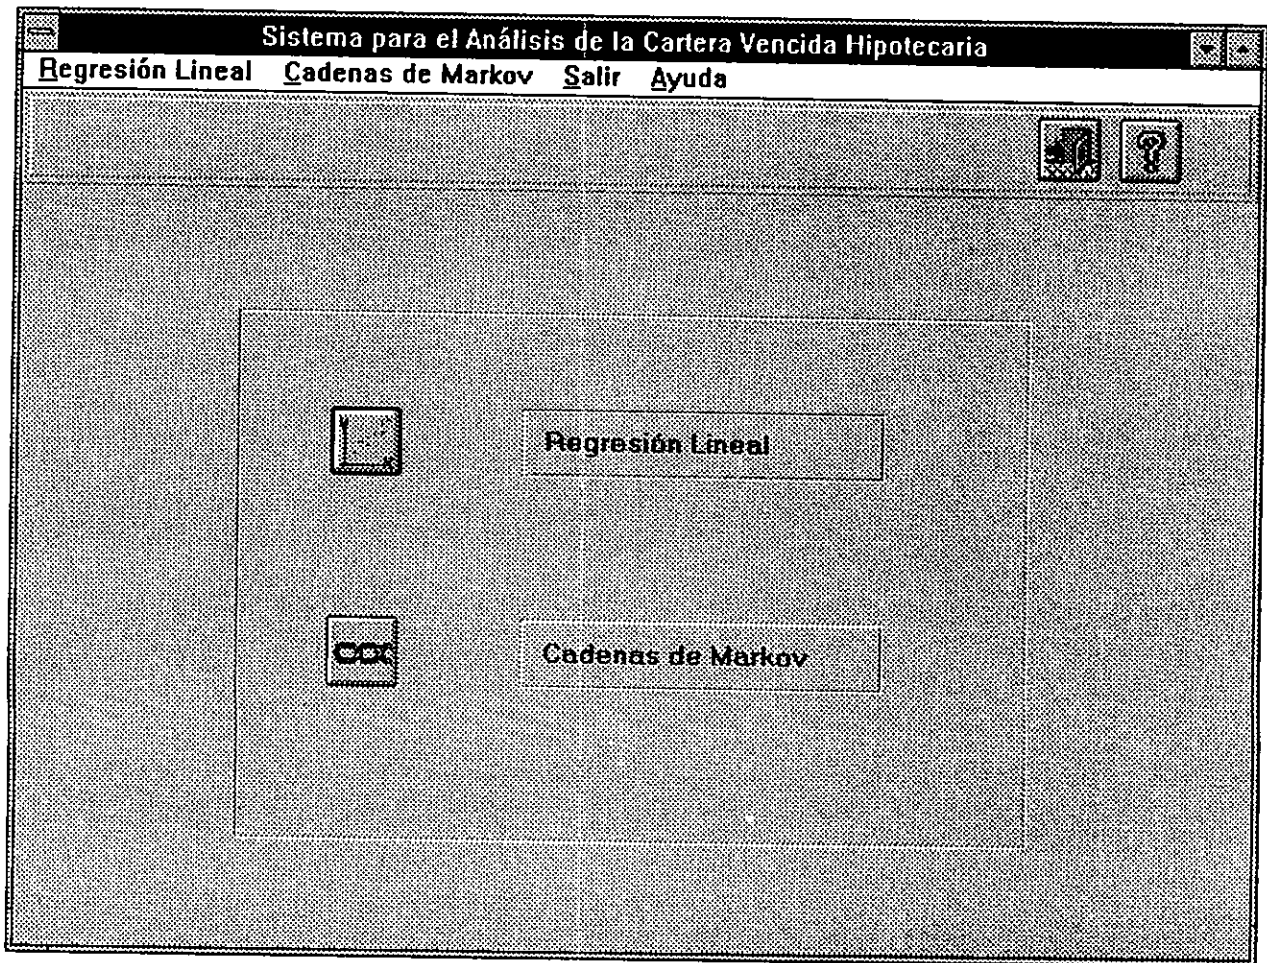 Sistema para el Análisis de la Cartera Vencida Hipotecaria
Regresión Lineal Cadenas de Markov Salir Ayuda
?
Regresión Lineal
Cadenas de Markov